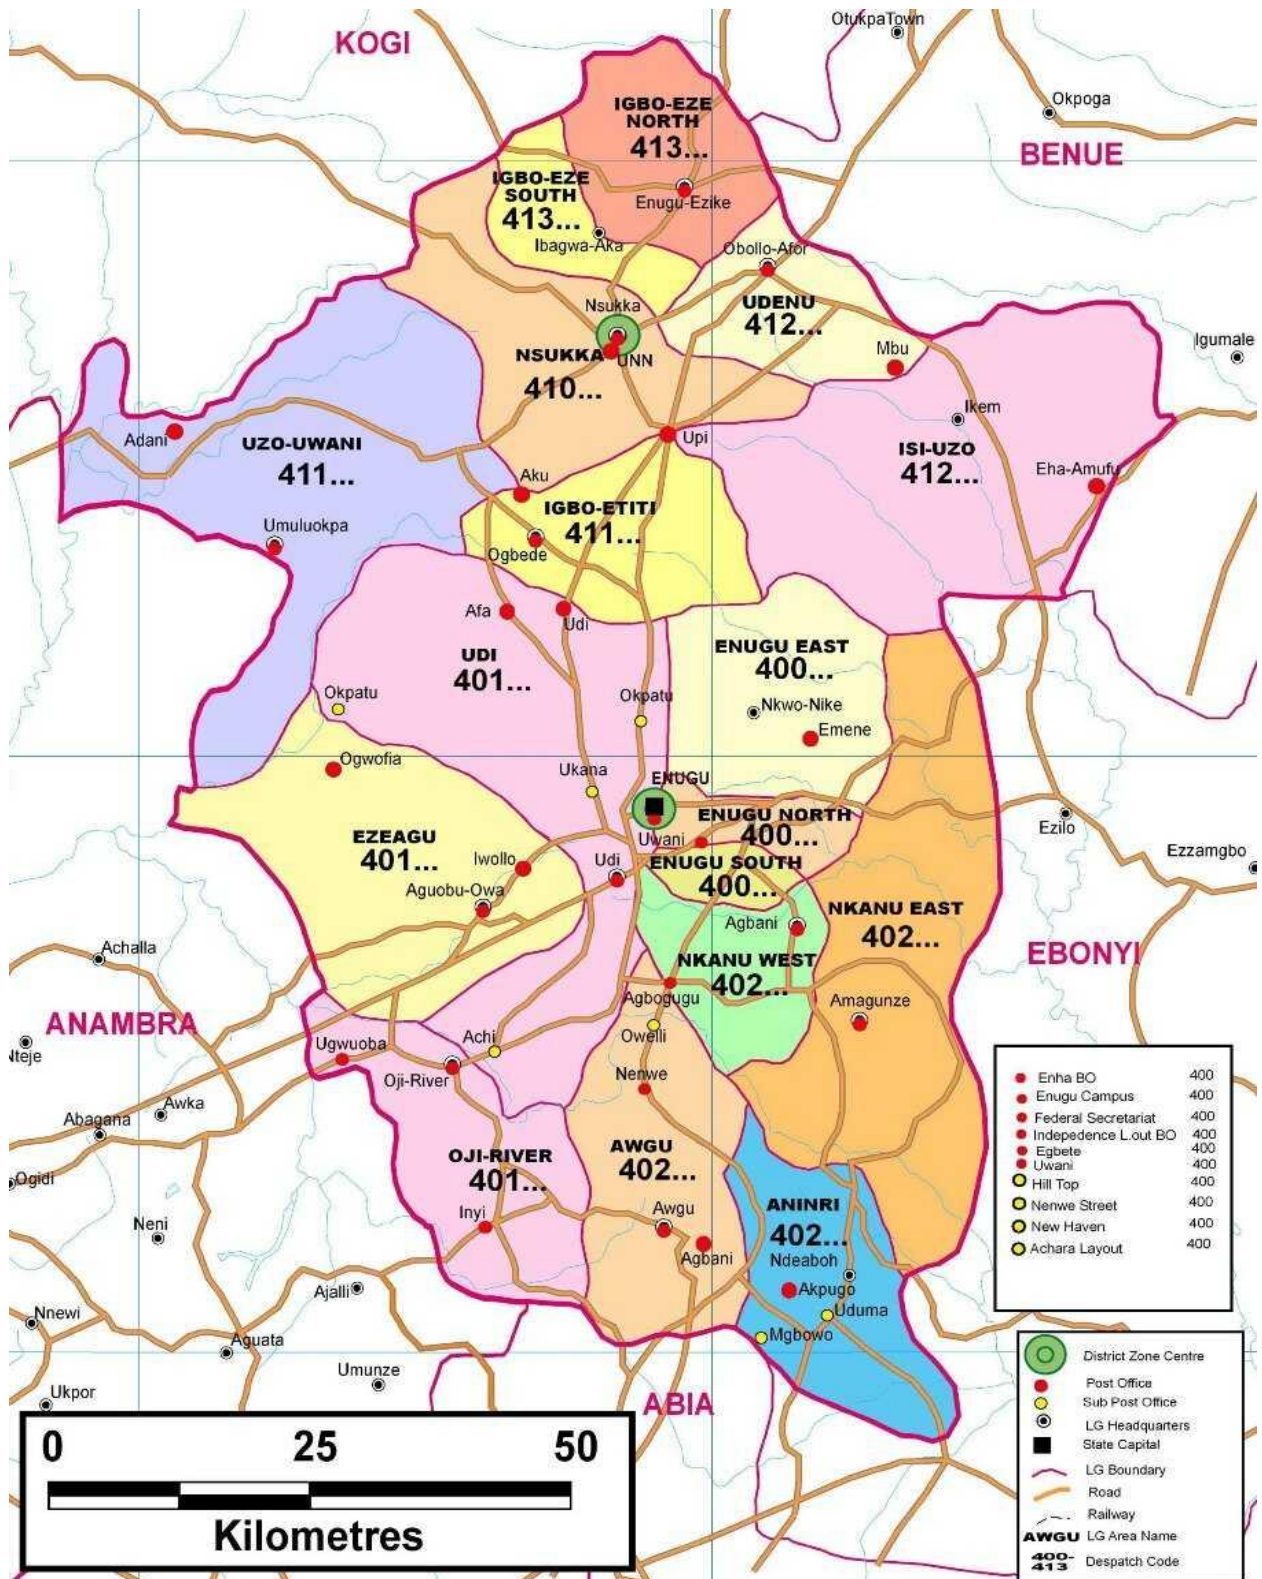 OtukpaTown
KOGI
Okpoga
IGBO-EZE
NORTH
413...
BENUE
IGBO-EZE
SOUTH
413...
Enugu-Ezike
Ibagwa-Aka
Obollo-Afor
UDENU
412...
Nsukka
Mbu
Igumale
NSUKKA
UNN
410...
Ikem
Adani
UZO-UWANI
411...
Upi
ISI-UZO
412...
Eha-Amufu
Aku
IGBO-ETITI
411...
Umuluokpa
Ogbede
Afa
Udi
UDI
401...
ENUGU EAST
400...
Okpatu
Okpatu
Nkwo-Nike
Emene
Ogwofia
Ukana
ENUGU
ENUGU NORTH
400...
Uwani
Ezilo
EZEAGU
401...
Iwollo
Udi
ENUGU SOUTH
400...
Ezzamgbo
Aguobu-Owa
Agbani
NKANU EAST
402...
Achalla
EBONYI
NKANU WEST
402...
Agbogugu
Amagunze
ANAMBRA
Nteje
Ugwuoba
Achi
Owelli
Oji-River
Nenwe
Abagana
Awka
Ogidi
OJI-RIVER
401...
AWGU
402...
ANINRI
402...
Inyi
Awgu
Agbani
Neni
Ndeaboh
Akpugo
Uduma
Mgbowo
Ajalli
Nnewi
Aguata
Umunze
Ukpor
ABIA
Enha BO 400
Enugu Campus 400
Federal Secretariat 400
Indepedence L.out BO 400
Egbete 400
Uwani 400
Hill Top 400
Nenwe Street 400
New Haven 400
Achara Layout 400
District Zone Centre
Post Office
Sub Post Office
LG Headquarters
State Capital
LG Boundary
Road
Railway
AWGU LG Area Name
400-
413 Despatch Code
0 25 50
Kilometres